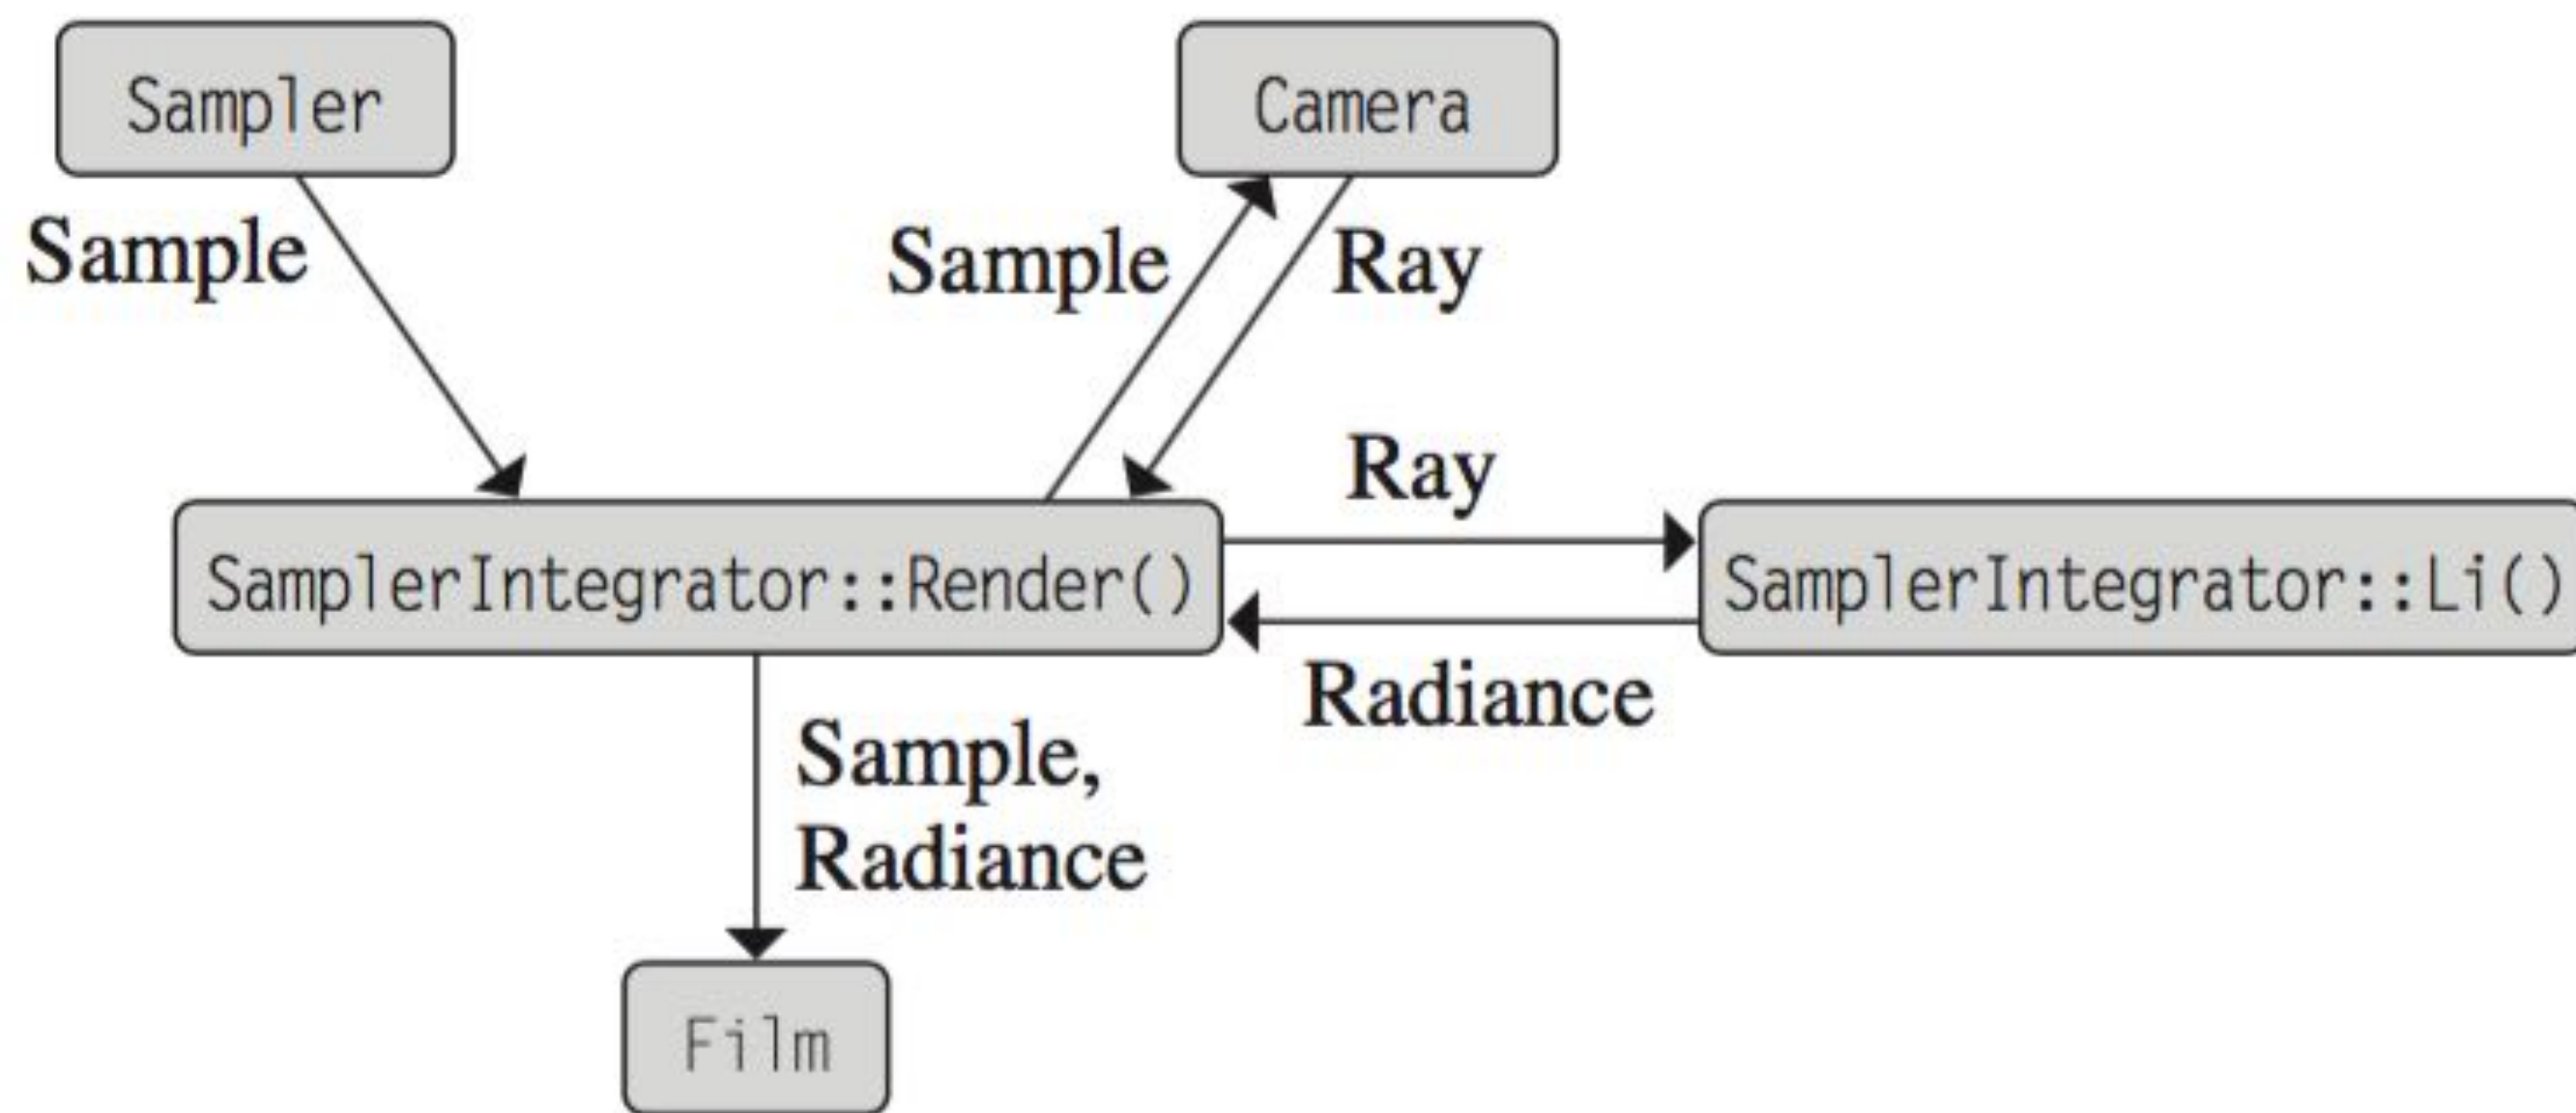 Sampler
Camera
Sample
Sample
Ray
Ray
SamplerIntegrator::Render()
SamplerIntegrator::Li()
Radiance
Sample,
Radiance
Film